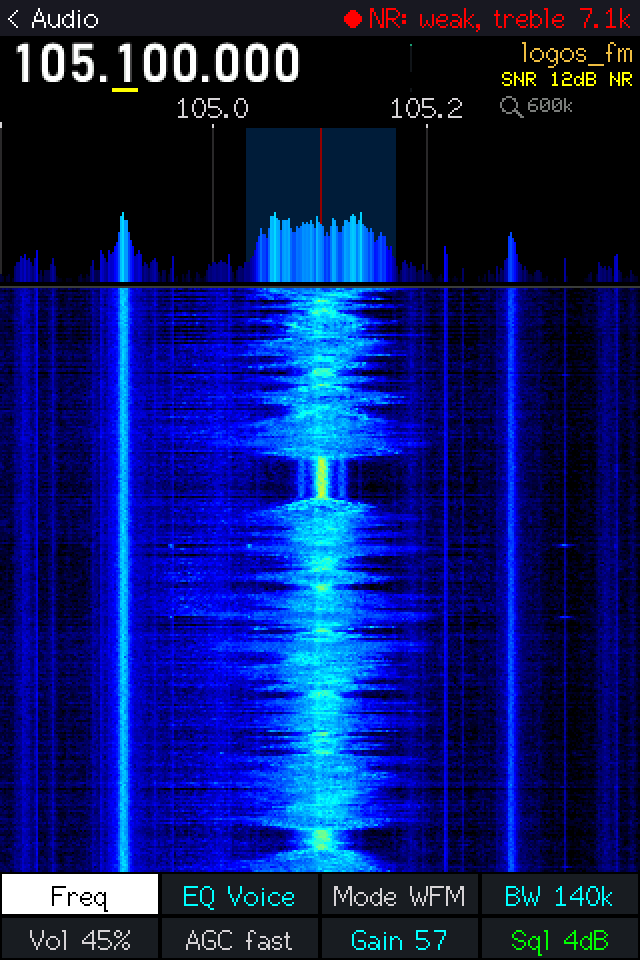 < Audio
NR: weak, treble 7.1k
105.100.000
logos_fm
SNR 12dB NR
105.0
105.2
600k
Freq
EQ Voice
Mode WFM
BW 140k
Vol 45%
AGC fast
Gain 57
Sql 4dB